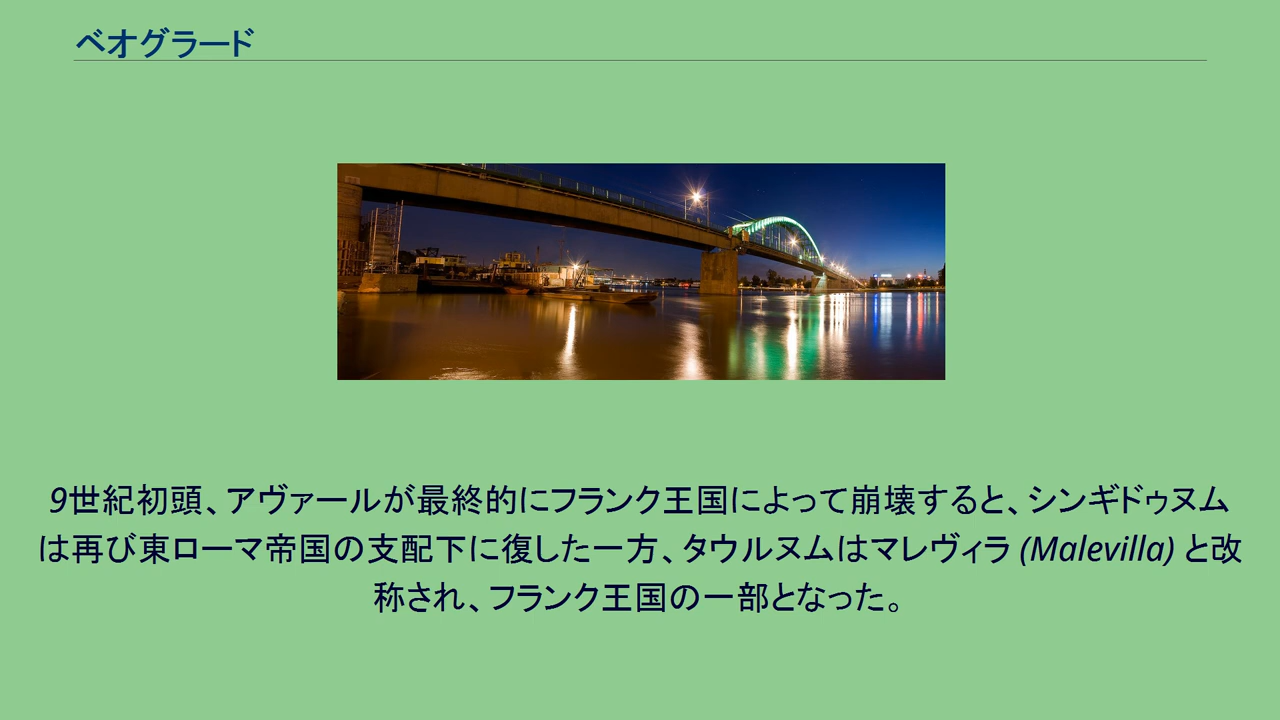 ベオグラード
9世紀初頭、アヴァールが最終的にフランク王国によって崩壊すると、シンギドゥヌム
は再び東ローマ帝国の支配下に復した一方、タウルヌムはマレヴィラ (Malevilla) と改
称され、フランク王国の一部となった。